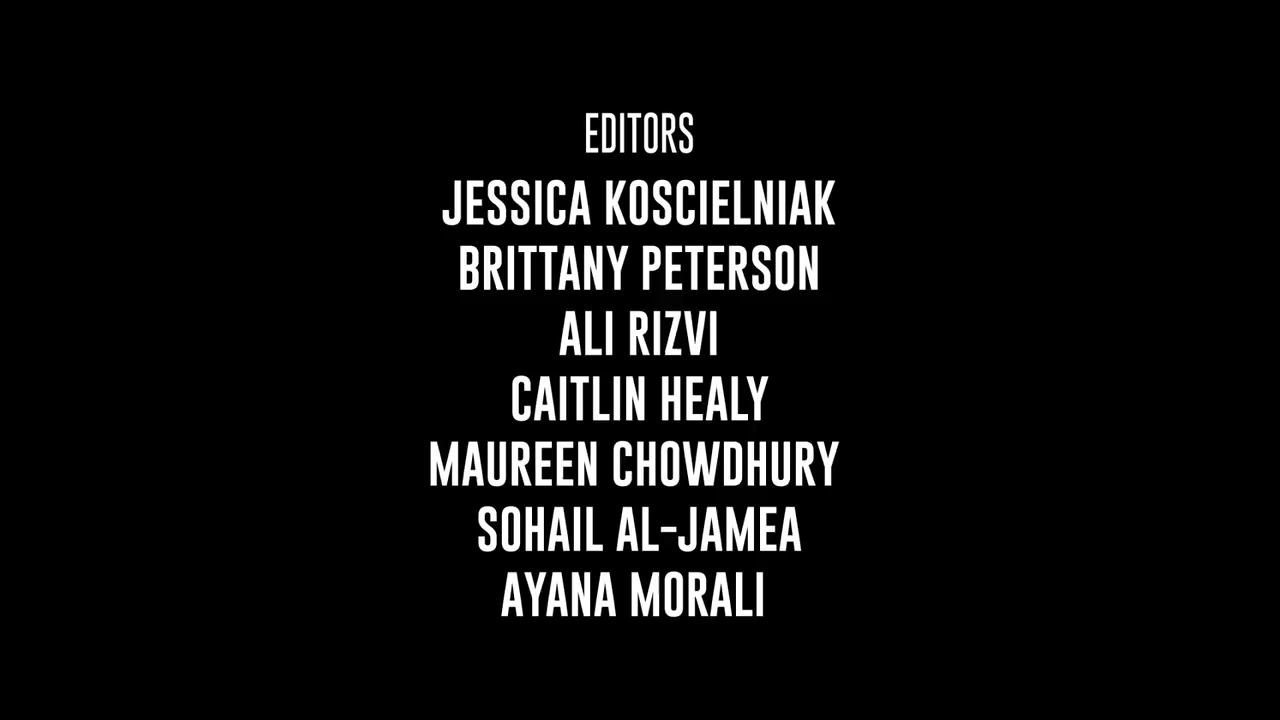 EDITORS
JESSICA KOSCIELNIAK
BRITTANY PETERSON
ALI RIZVI
CAITLIN HEALY
MAUREEN CHOWDHURY
SOHAIL AL-JAMEA
AYANA MORALI